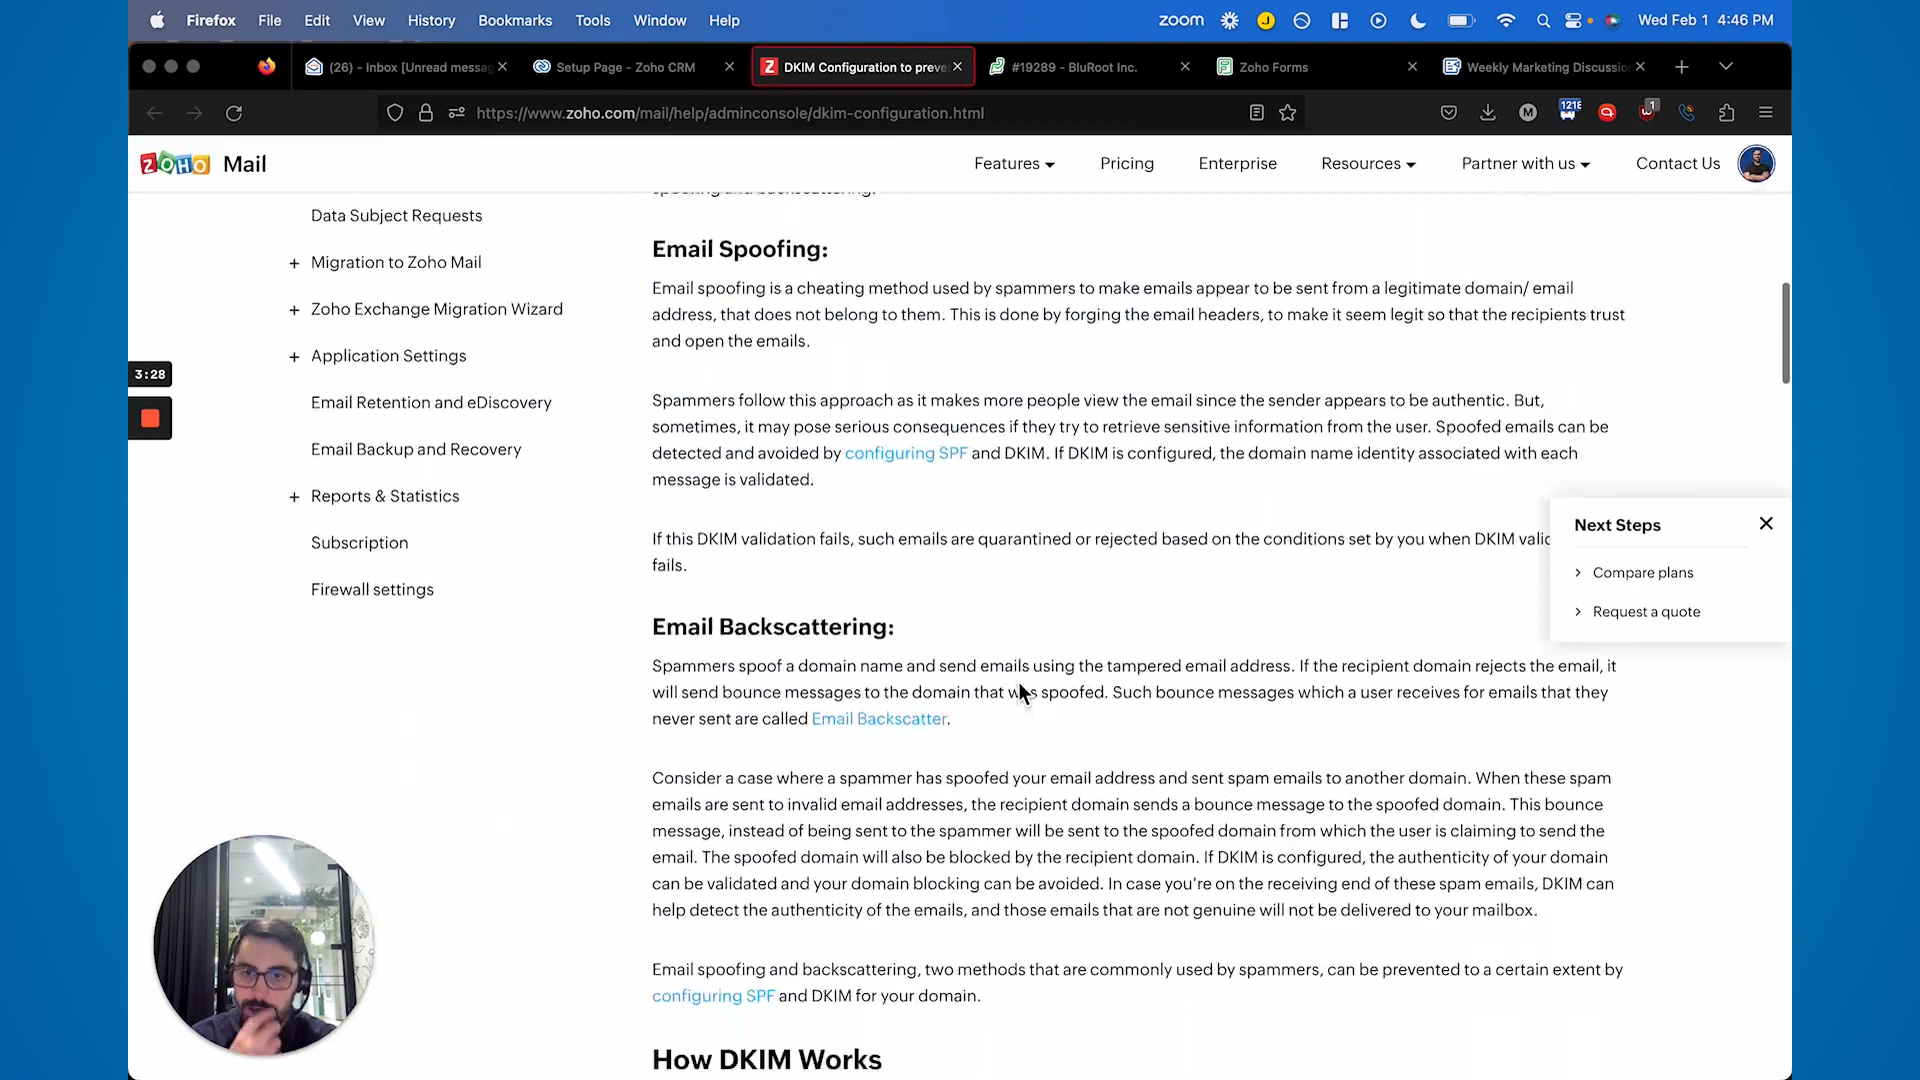 Firefox File Edit View History Bookmarks Tools Window Help zoom J Wed Feb 1 4:46 PM
(26) - Inbox [Unread messag
Setup Page - Zoho CRM
Z DKIM Configuration to preve
#19289 - BluRoot Inc.
Zoho Forms
Weekly Marketing Discussio
https://www.zoho.com/mail/help/adminconsole/dkim-configuration.html
M 1218 1
ZOHO Mail Features Pricing Enterprise Resources Partner with us Contact Us
spoofing and backscattering.
Data Subject Requests
+ Migration to Zoho Mail
+ Zoho Exchange Migration Wizard
+ Application Settings
Email Retention and eDiscovery
Email Backup and Recovery
+ Reports & Statistics
Subscription
Firewall settings
3:28
Email Spoofing:
Email spoofing is a cheating method used by spammers to make emails appear to be sent from a legitimate domain/ email
address, that does not belong to them. This is done by forging the email headers, to make it seem legit so that the recipients trust
and open the emails.
Spammers follow this approach as it makes more people view the email since the sender appears to be authentic. But,
sometimes, it may pose serious consequences if they try to retrieve sensitive information from the user. Spoofed emails can be
detected and avoided by configuring SPF and DKIM. If DKIM is configured, the domain name identity associated with each
message is validated.
If this DKIM validation fails, such emails are quarantined or rejected based on the conditions set by you when DKIM valid
fails.
Next Steps
Compare plans
Request a quote
Email Backscattering:
Spammers spoof a domain name and send emails using the tampered email address. If the recipient domain rejects the email, it
will send bounce messages to the domain that was spoofed. Such bounce messages which a user receives for emails that they
never sent are called Email Backscatter.
Consider a case where a spammer has spoofed your email address and sent spam emails to another domain. When these spam
emails are sent to invalid email addresses, the recipient domain sends a bounce message to the spoofed domain. This bounce
message, instead of being sent to the spammer will be sent to the spoofed domain from which the user is claiming to send the
email. The spoofed domain will also be blocked by the recipient domain. If DKIM is configured, the authenticity of your domain
can be validated and your domain blocking can be avoided. In case you're on the receiving end of these spam emails, DKIM can
help detect the authenticity of the emails, and those emails that are not genuine will not be delivered to your mailbox.
Email spoofing and backscattering, two methods that are commonly used by spammers, can be prevented to a certain extent by
configuring SPF and DKIM for your domain.
How DKIM Works